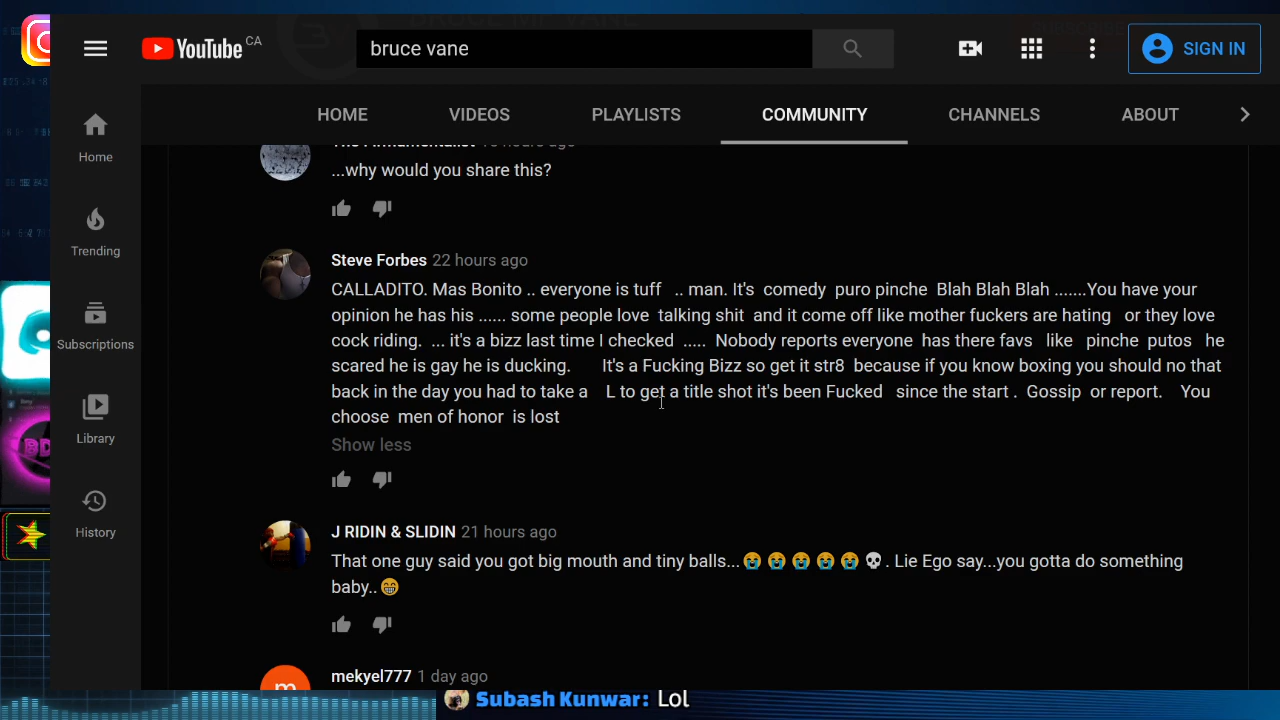 YouTube CA
bruce vane
SIGN IN
HOME
VIDEOS
PLAYLISTS
COMMUNITY
CHANNELS
ABOUT
Home
Trending
Subscriptions
Library
History
...why would you share this?
Steve Forbes 22 hours ago
CALLADITO. Mas Bonito .. everyone is tuff .. man. It's comedy puro pinche Blah Blah Blah .......You have your
opinion he has his ...... some people love talking shit and it come off like mother fuckers are hating or they love
cock riding. ... it's a bizz last time I checked ..... Nobody reports everyone has there favs like pinche putos he
scared he is gay he is ducking. It's a Fucking Bizz so get it str8 because if you know boxing you should no that
back in the day you had to take a L to get a title shot it's been Fucked since the start . Gossip or report. You
choose men of honor is lost
Show less
J RIDIN & SLIDIN 21 hours ago
That one guy said you got big mouth and tiny balls...😭😭😭😭😭💀. Lie Ego say...you gotta do something
baby..😁
mekyel777 1 day ago
m
Subash Kunwar: Lol